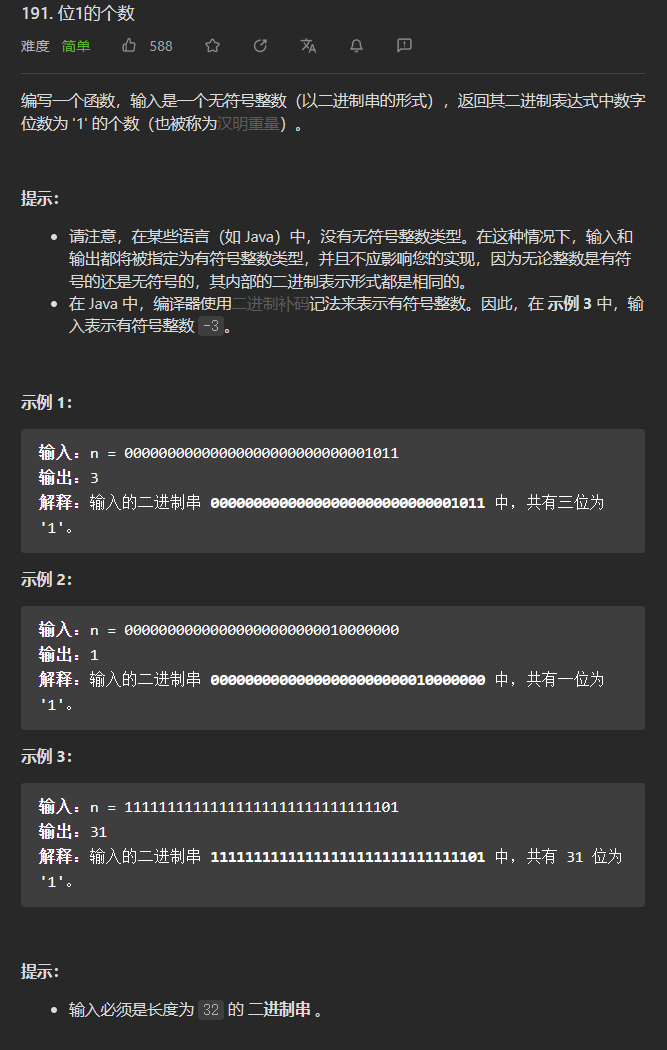 191. 位1的个数
难度 简单 588
编写一个函数，输入是一个无符号整数（以二进制串的形式），返回其二进制表达式中数字
位数为 '1' 的个数（也被称为汉明重量）。
提示：
• 请注意，在某些语言（如 Java）中，没有无符号整数类型。在这种情况下，输入和
输出都将被指定为有符号整数类型，并且不应影响您的实现，因为无论整数是有符
号的还是无符号的，其内部的二进制表示形式都是相同的。
• 在 Java 中，编译器使用二进制补码记法来表示有符号整数。因此，在 示例 3 中，输
入表示有符号整数 -3。
示例 1：
输入：n = 00000000000000000000000000001011
输出：3
解释：输入的二进制串 00000000000000000000000000001011 中，共有三位为
'1'。
示例 2：
输入：n = 00000000000000000000000010000000
输出：1
解释：输入的二进制串 00000000000000000000000010000000 中，共有一位为
'1'。
示例 3：
输入：n = 11111111111111111111111111111101
输出：31
解释：输入的二进制串 11111111111111111111111111111101 中，共有 31 位为
'1'。
提示：
• 输入必须是长度为 32 的 二进制串 。